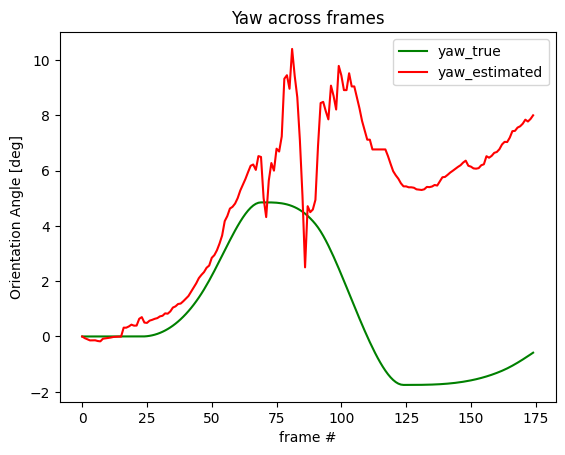 Yaw across frames
yaw_true
yaw_estimated
Orientation Angle [deg]
10
8
6
4
2
0
−2
0 25 50 75 100 125 150 175
frame #